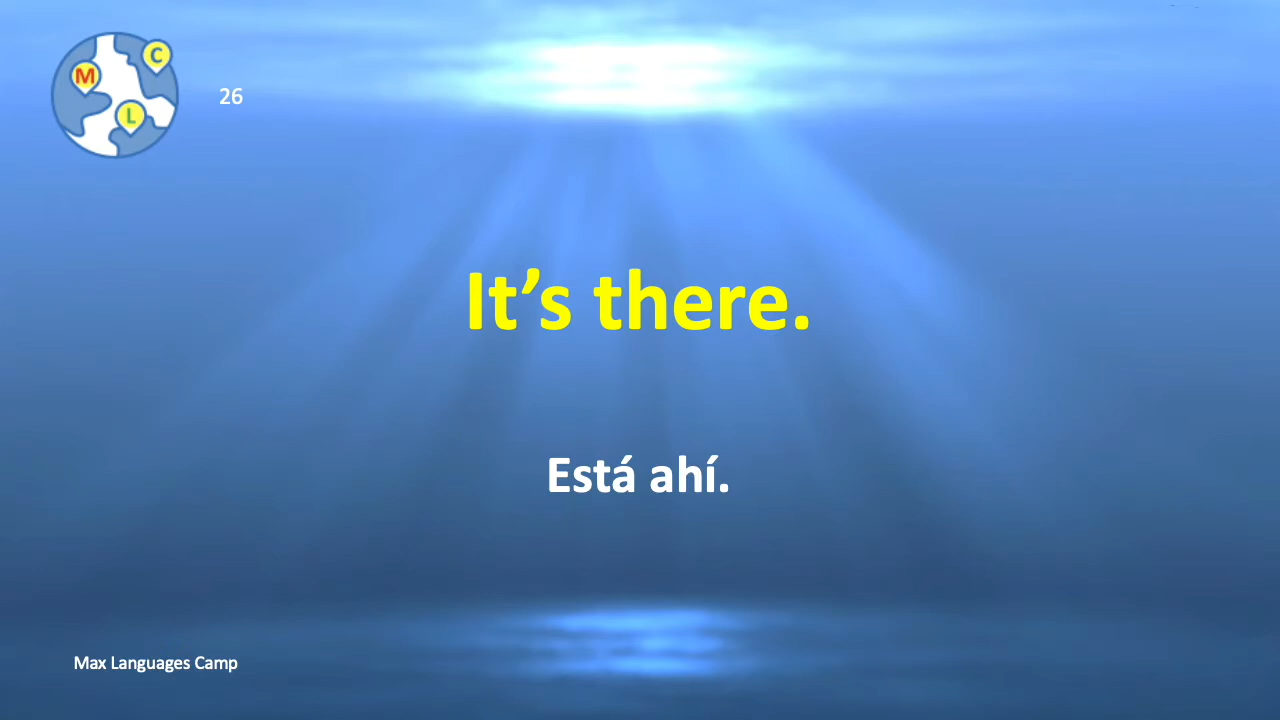 C
M
L
26
It’s there.
Está ahí.
Max Languages Camp